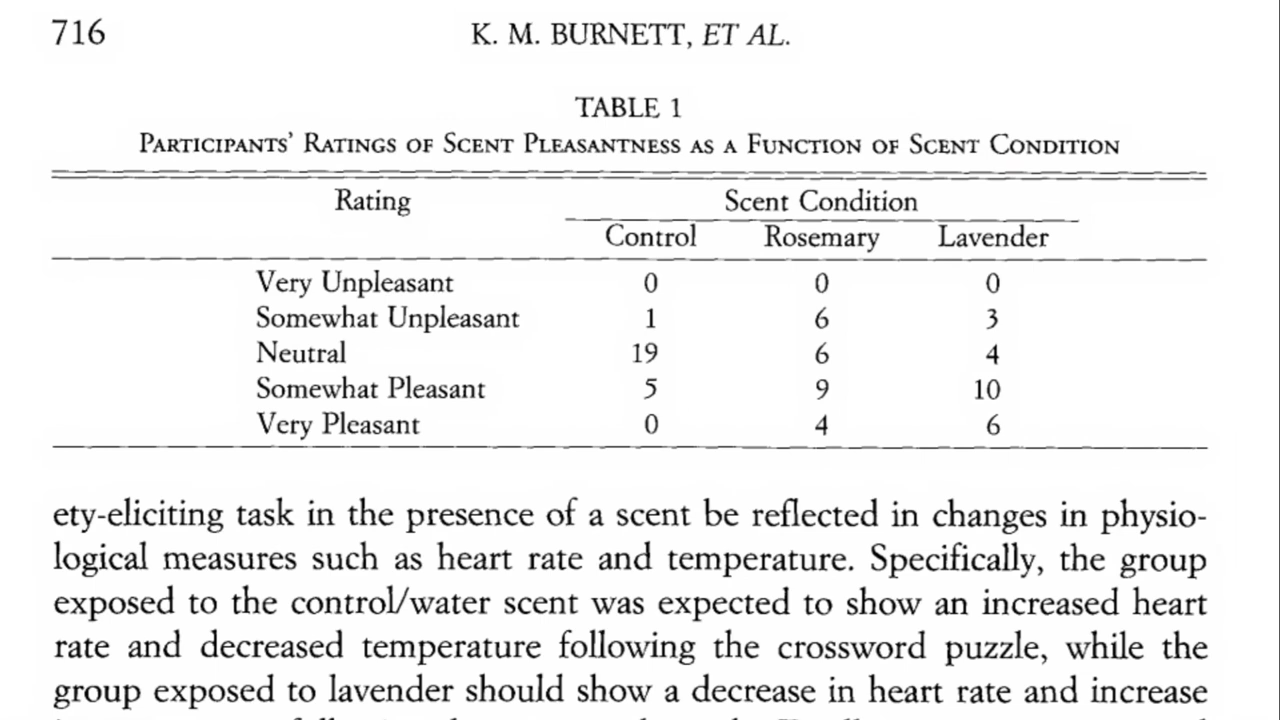 716 K. M. BURNETT, ET AL.
TABLE 1
PARTICIPANTS' RATINGS OF SCENT PLEASANTNESS AS A FUNCTION OF SCENT CONDITION
Rating Scent Condition
Control Rosemary Lavender
Very Unpleasant 0 0 0
Somewhat Unpleasant 1 6 3
Neutral 19 6 4
Somewhat Pleasant 5 9 10
Very Pleasant 0 4 6
ety-eliciting task in the presence of a scent be reflected in changes in physio-
logical measures such as heart rate and temperature. Specifically, the group
exposed to the control/water scent was expected to show an increased heart
rate and decreased temperature following the crossword puzzle, while the
group exposed to lavender should show a decrease in heart rate and increase